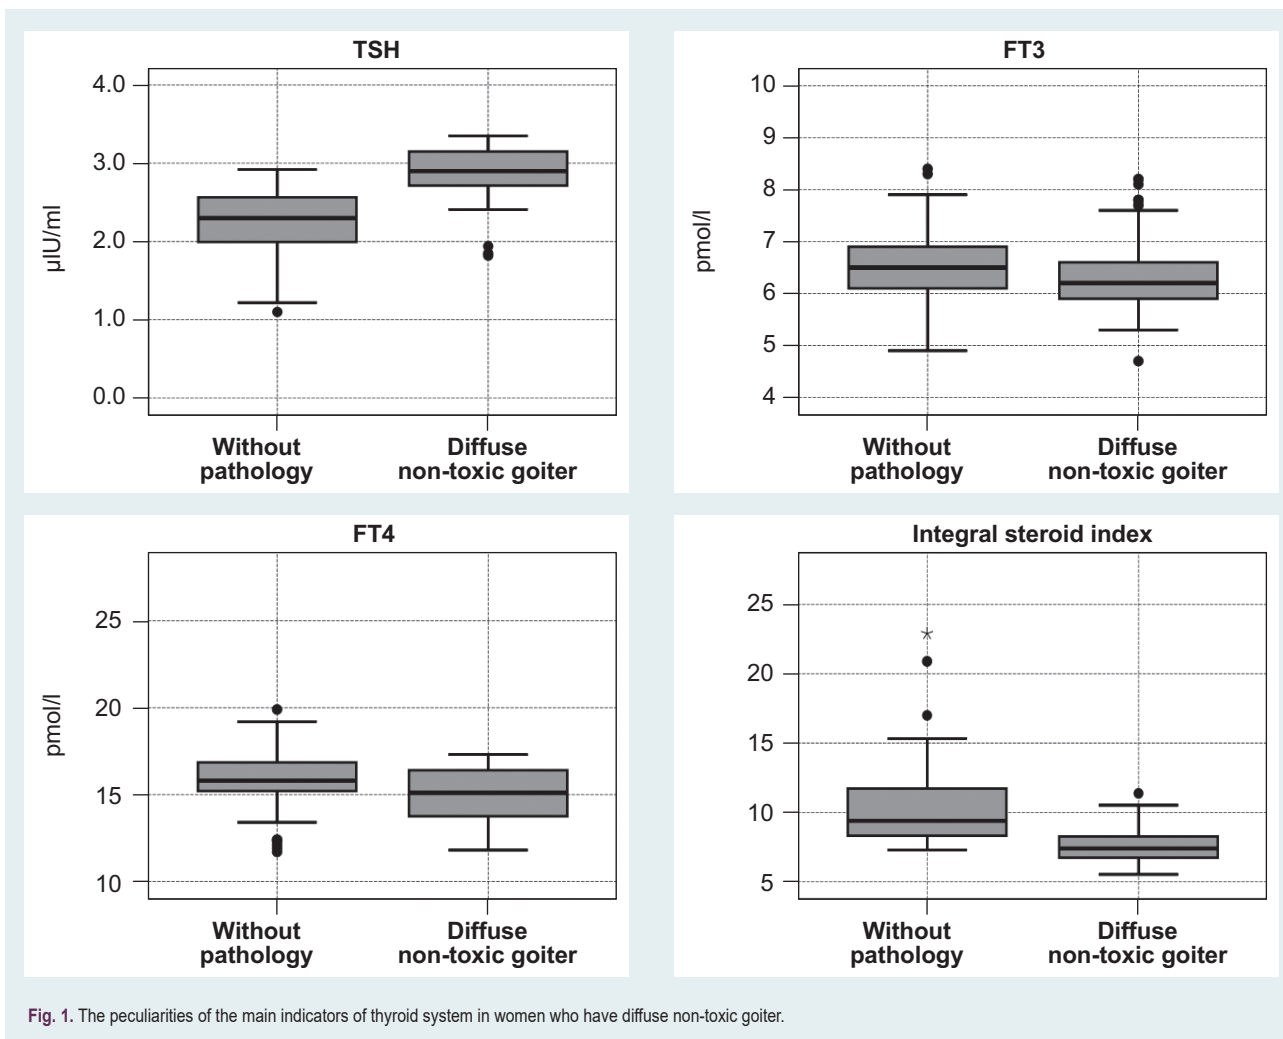 TSH
4.0
3.0
2.0
1.0
0.0
µIU/ml
Without
pathology
Diffuse
non-toxic goiter
FT3
10
9
8
7
6
5
4
pmol/l
Without
pathology
Diffuse
non-toxic goiter
FT4
25
20
15
10
pmol/l
Without
pathology
Diffuse
non-toxic goiter
Integral steroid index
25
20
15
10
5
Without
pathology
Diffuse
non-toxic goiter
Fig. 1. The peculiarities of the main indicators of thyroid system in women who have diffuse non-toxic goiter.